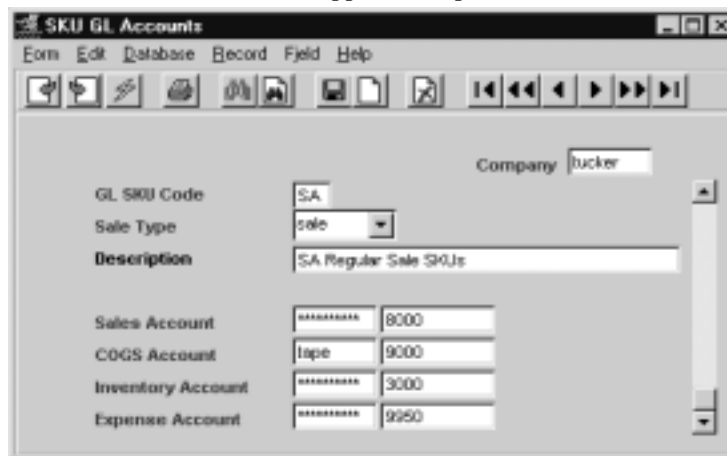 SKU GL Accounts
Form Edit Database Record Field Help
Company tucker
GL SKU Code SA
Sale Type sale
Description SA Regular Sale SKUs
Sales Account ********** 8000
COGS Account tape 9000
Inventory Account ********** 3000
Expense Account ********** 9950